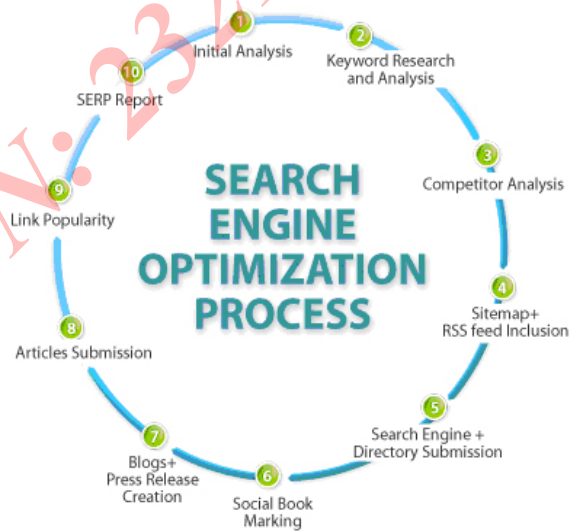 SEARCH
ENGINE
OPTIMIZATION
PROCESS
1
Initial Analysis
2
Keyword Research
and Analysis
3
Competitor Analysis
4
Sitemap+
RSS feed Inclusion
5
Search Engine +
Directory Submission
6
Social Book
Marking
7
Blogs+
Press Release
Creation
8
Articles Submission
9
Link Popularity
10
SERP Report